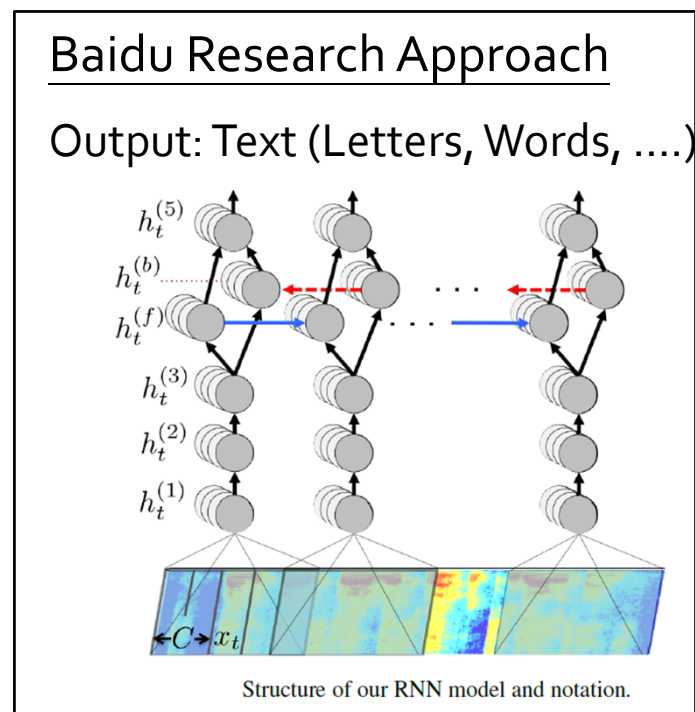 Baidu Research Approach
Output: Text (Letters, Words, ....)
h_t^{(5)}
h_t^{(b)}
. . .
h_t^{(f)}
. . .
h_t^{(3)}
h_t^{(2)}
h_t^{(1)}
C x_t
Structure of our RNN model and notation.